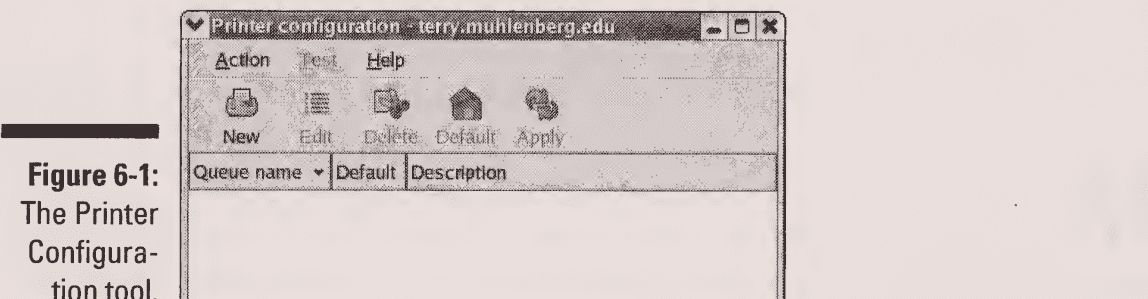 Printer configuration - terry.muhlenberg.edu
Action Test Help
New Edit Delete Default Apply
Queue name Default Description
Figure 6-1:
The Printer
Configura-
tion tool.